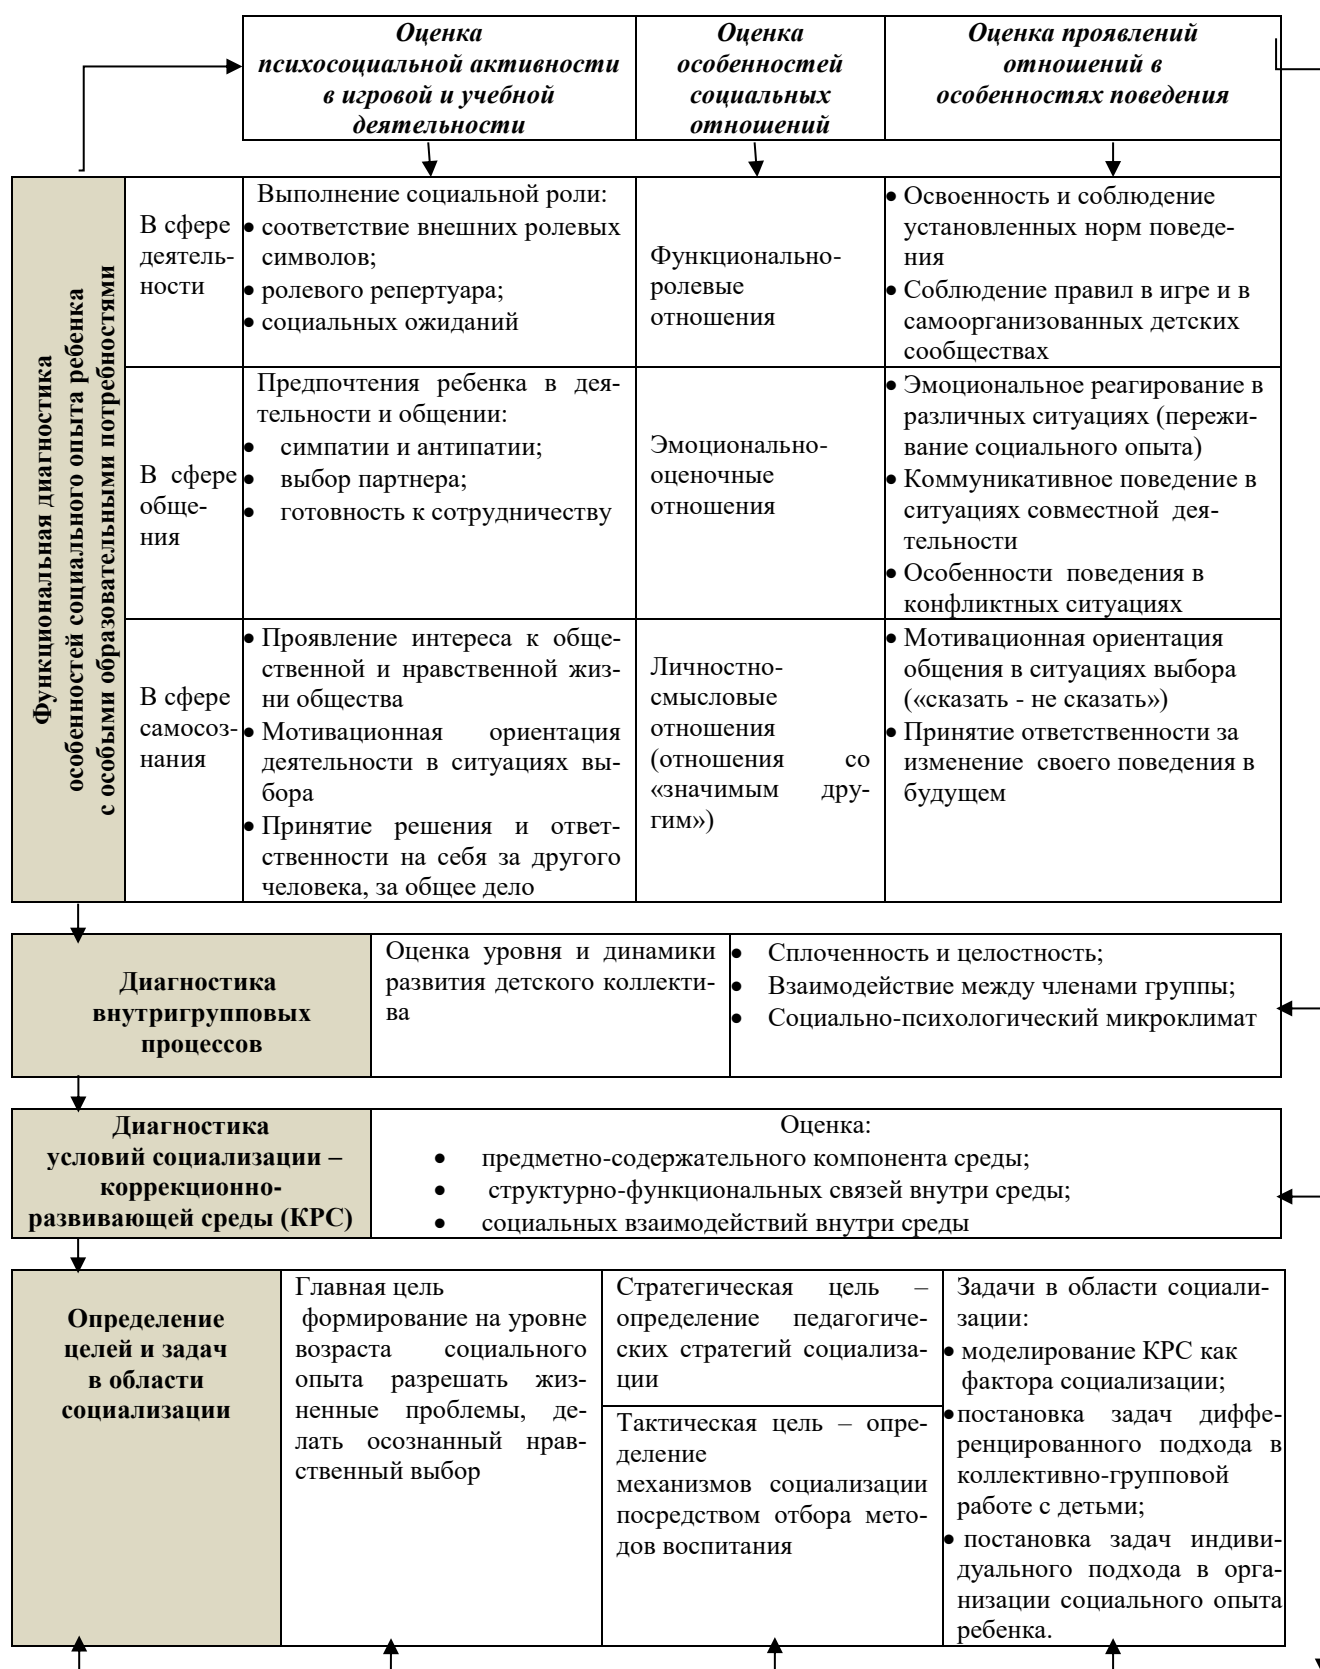 Оценка
психосоциальной активности
в игровой и учебной
деятельности
Оценка
особенностей
социальных
отношений
Оценка проявлений
отношений в
особенностях поведения
Функциональная диагностика
особенностей социального опыта ребенка
с особыми образовательными потребностями
В сфере
деятель-
ности
Выполнение социальной роли:
• соответствие внешних ролевых
символов;
• ролевого репертуара;
• социальных ожиданий
Функционально-
ролевые
отношения
• Освоенность и соблюдение
установленных норм поведе-
ния
• Соблюдение правил в игре и в
самоорганизованных детских
сообществах
В сфере
обще-
ния
Предпочтения ребенка в дея-
тельности и общении:
• симпатии и антипатии;
• выбор партнера;
• готовность к сотрудничеству
Эмоционально-
оценочные
отношения
• Эмоциональное реагирование в
различных ситуациях (пережи-
вание социального опыта)
• Коммуникативное поведение в
ситуациях совместной дея-
тельности
• Особенности поведения в
конфликтных ситуациях
В сфере
самосоз-
нания
• Проявление интереса к обще-
ственной и нравственной жиз-
ни общества
• Мотивационная ориентация
деятельности в ситуациях вы-
бора
• Принятие решения и ответ-
ственности на себя за другого
человека, за общее дело
Личностно-
смысловые
отношения
(отношения со
«значимым дру-
гим»)
• Мотивационная ориентация
общения в ситуациях выбора
(«сказать - не сказать»)
• Принятие ответственности за
изменение своего поведения в
будущем
Диагностика
внутригрупповых
процессов
Оценка уровня и динамики
развития детского коллекти-
ва
• Сплоченность и целостность;
• Взаимодействие между членами группы;
• Социально-психологический микроклимат
Диагностика
условий социализации –
коррекционно-
развивающей среды (КРС)
Оценка:
• предметно-содержательного компонента среды;
• структурно-функциональных связей внутри среды;
• социальных взаимодействий внутри среды
Определение
целей и задач
в области
социализации
Главная цель
формирование на уровне
возраста социального
опыта разрешать жиз-
ненные проблемы, де-
лать осознанный нрав-
ственный выбор
Стратегическая цель –
определение педагогиче-
ских стратегий социализа-
ции
Тактическая цель – опре-
деление
механизмов социализации
посредством отбора мето-
дов воспитания
Задачи в области социали-
зации:
• моделирование КРС как
фактора социализации;
• постановка задач диффе-
ренцированного подхода в
коллективно-групповой
работе с детьми;
• постановка задач индиви-
дуального подхода в орга-
низации социального опыта
ребенка.